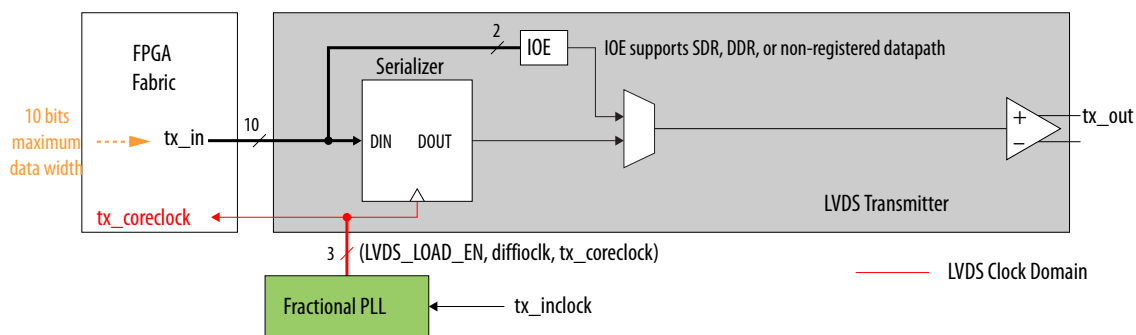 FPGA
Fabric
2
IOE
IOE supports SDR, DDR, or non-registered datapath
Serializer
10 bits
maximum
data width
tx_in
10
DIN
DOUT
+
−
tx_out
tx_coreclock
LVDS Transmitter
3
(LVDS_LOAD_EN, diffioclk, tx_coreclock)
LVDS Clock Domain
Fractional PLL
tx_inclock